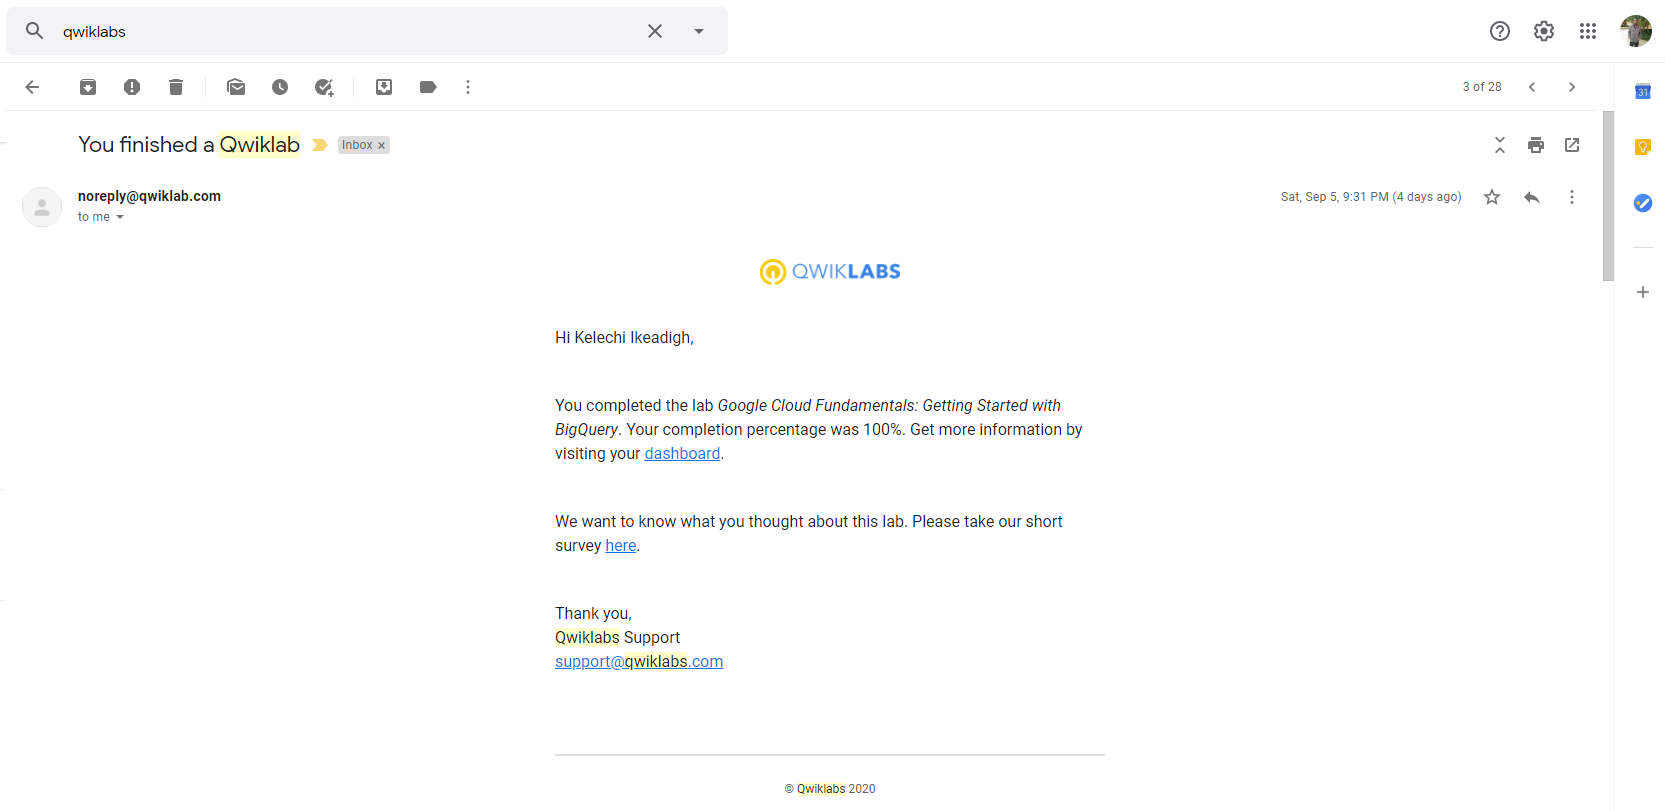 qwiklabs
3 of 28
31
You finished a Qwiklab
Inbox x
noreply@qwiklab.com
Sat, Sep 5, 9:31 PM (4 days ago)
to me
QWIKLABS
Hi Kelechi Ikeadigh,
You completed the lab Google Cloud Fundamentals: Getting Started with
BigQuery. Your completion percentage was 100%. Get more information by
visiting your dashboard.
We want to know what you thought about this lab. Please take our short
survey here.
Thank you,
Qwiklabs Support
support@qwiklabs.com
© Qwiklabs 2020